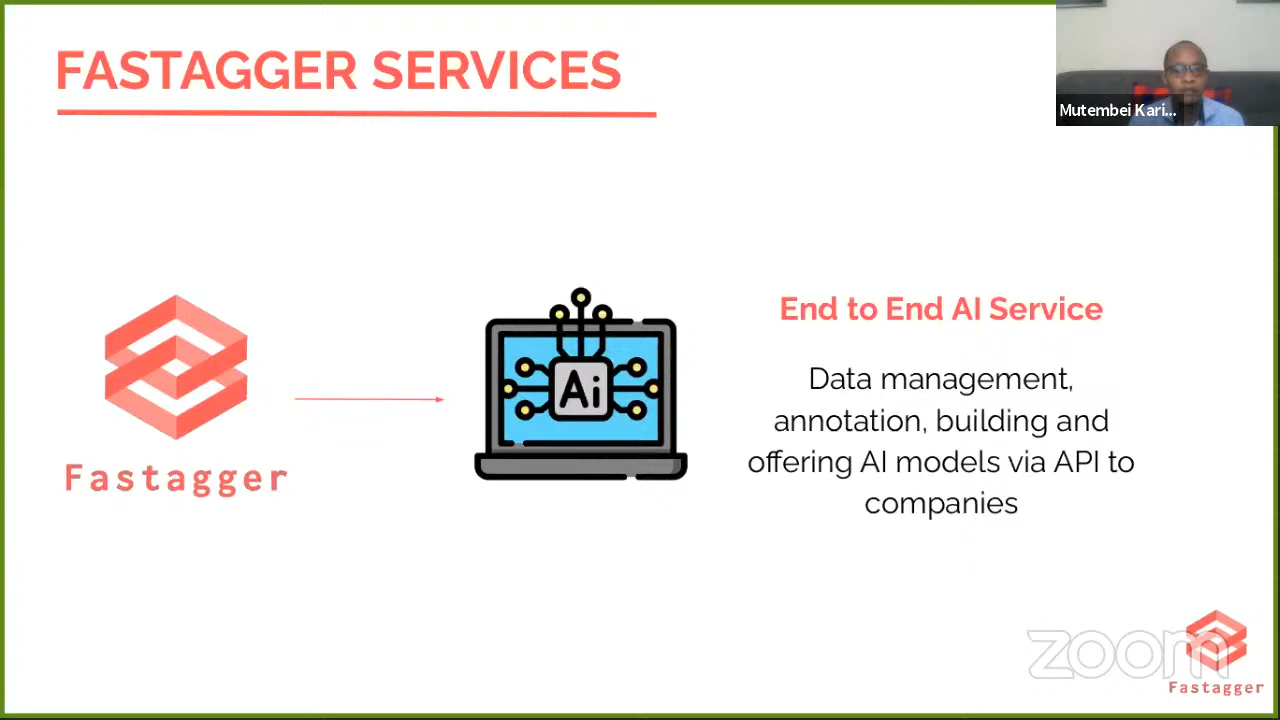 FASTAGGER SERVICES
Mutembei Kari...
End to End AI Service
Ai
Data management,
annotation, building and
offering AI models via API to
companies
Fastagger
zoom
Fastagger